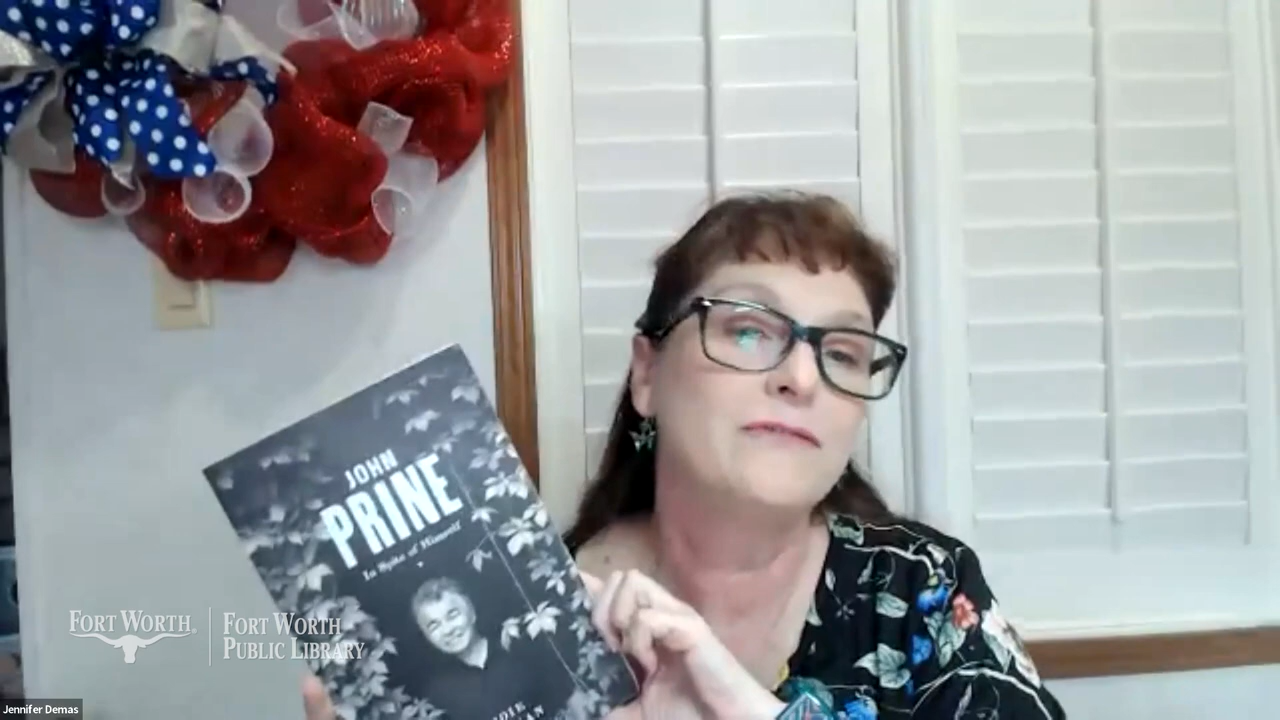 JOHN
PRINE
In Spite of Himself
FORT WORTH
FORT WORTH
PUBLIC LIBRARY
Jennifer Demas